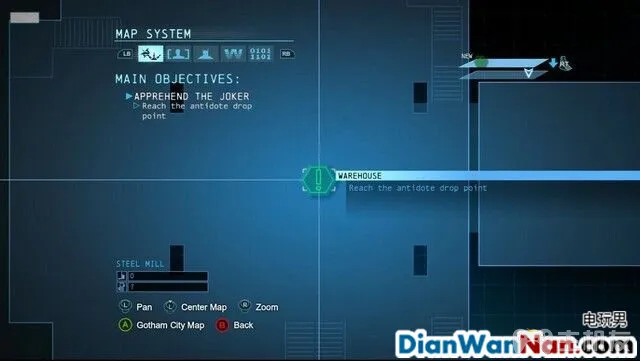 MAP SYSTEM
LB
W
0101
1101
RB
NEW
RT
MAIN OBJECTIVES:
APPREHEND THE JOKER
Reach the antidote drop
point
WAREHOUSE
Reach the antidote drop point
STEEL MILL
0
7
L Pan
L Center Map
R Zoom
A Gotham City Map
B Back
电玩男
DianWanNan.com